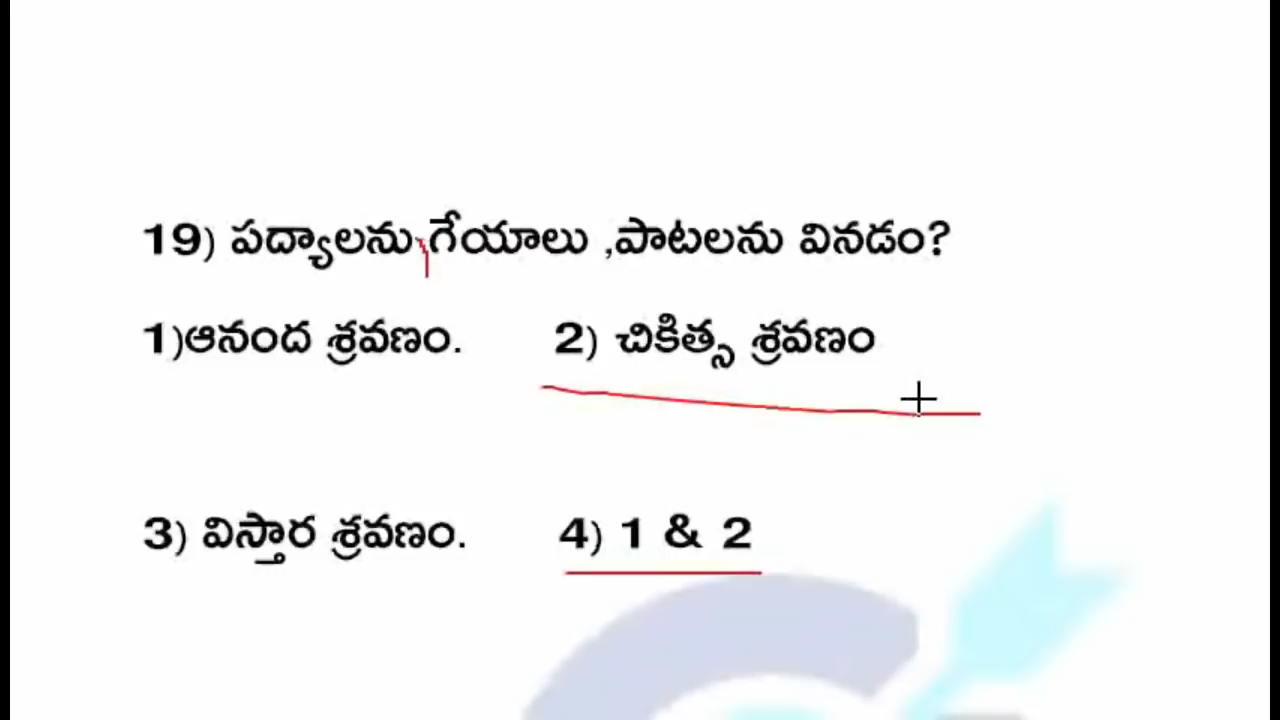 19) పద్యాలను,గేయాలు ,పాటలను వినడం?
1)ఆనంద శ్రవణం. 2) చికిత్స శ్రవణం
3) విస్తార శ్రవణం. 4) 1 & 2